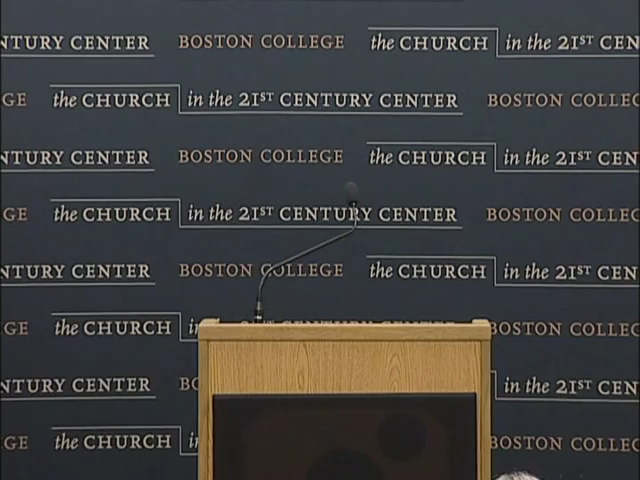 NTURY CENTER BOSTON COLLEGE the CHURCH in the 21ST CEN
GE the CHURCH in the 21ST CENTURY CENTER BOSTON COLLEG
NTURY CENTER BOSTON COLLEGE the CHURCH in the 21ST CEN
GE the CHURCH in the 21ST CENTURY CENTER BOSTON COLLEG
NTURY CENTER BOSTON COLLEGE the CHURCH in the 21ST CEN
GE the CHURCH BOSTON COLLEG
NTURY CENTER in the 21ST CEN
GE the CHURCH BOSTON COLLEG